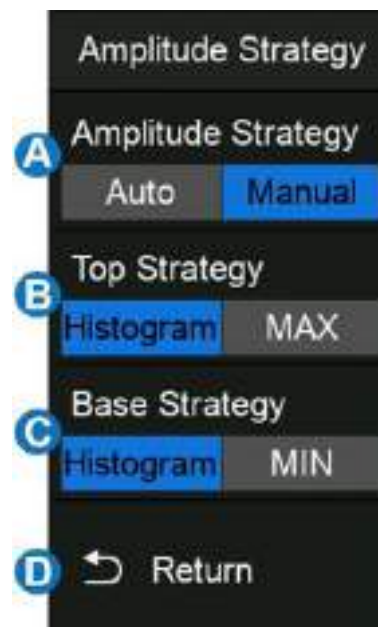 Amplitude Strategy
A
Amplitude Strategy
Auto Manual
B
Top Strategy
Histogram MAX
C
Base Strategy
Histogram MIN
D Return